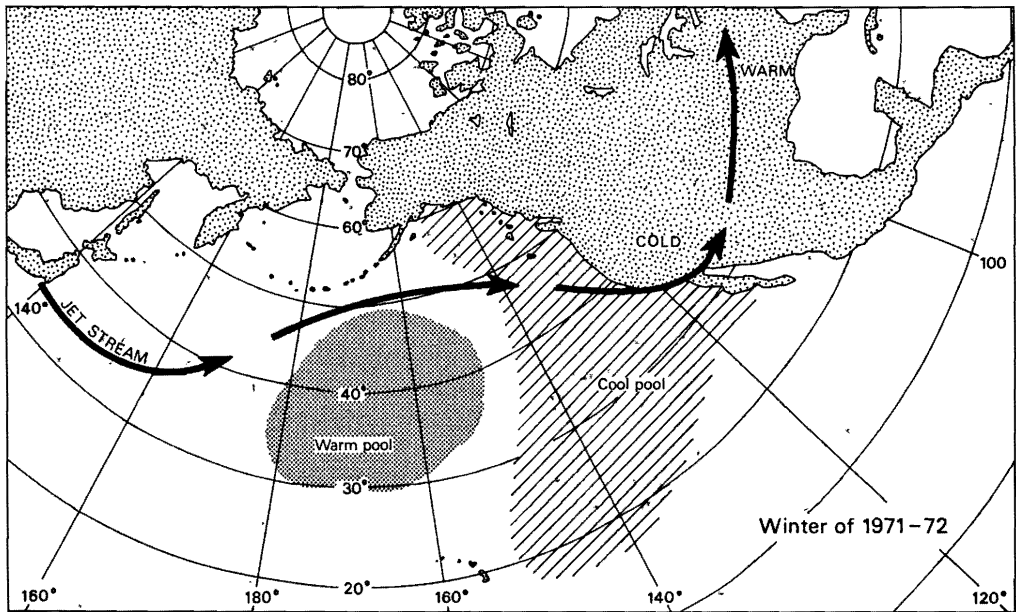 80°
WARM
70°
60°
COLD
100
140°
JET STREAM
40°
Cool pool
Warm pool
30°
Winter of 1971–72
20°
160°
180°
160°
140°
120°